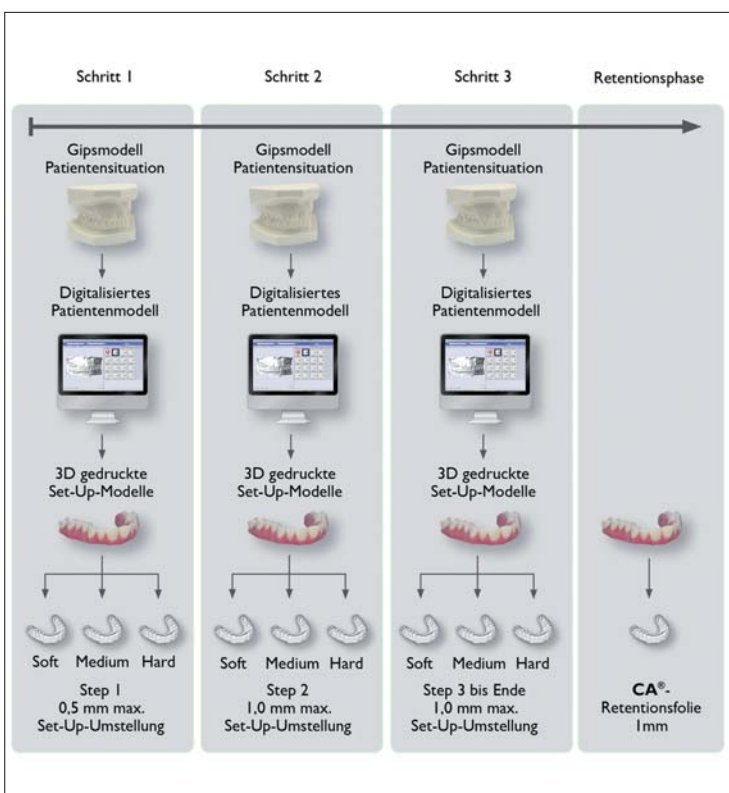 Schritt 1
Gipsmodell
Patientensituation
Digitalisiertes
Patientenmodell
3D gedruckte
Set-Up-Modelle
Soft Medium Hard
Step 1
0,5 mm max.
Set-Up-Umstellung
Schritt 2
Gipsmodell
Patientensituation
Digitalisiertes
Patientenmodell
3D gedruckte
Set-Up-Modelle
Soft Medium Hard
Step 2
1,0 mm max.
Set-Up-Umstellung
Schritt 3
Gipsmodell
Patientensituation
Digitalisiertes
Patientenmodell
3D gedruckte
Set-Up-Modelle
Soft Medium Hard
Step 3 bis Ende
1,0 mm max.
Set-Up-Umstellung
Retentionsphase
CA®-
Retentionsfolie
1mm